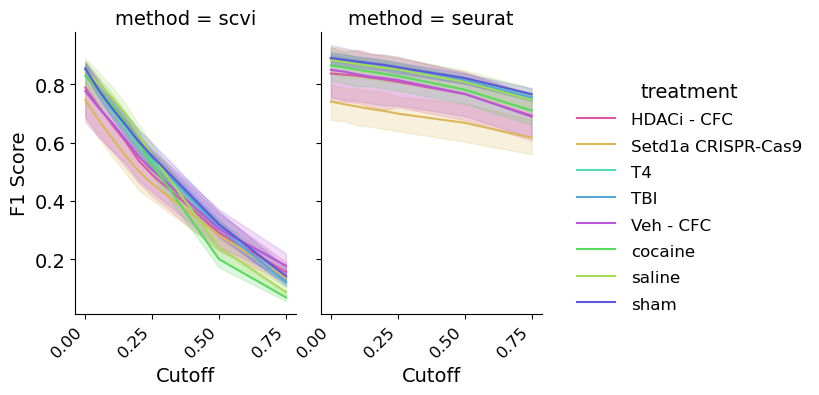 method = scvi
method = seurat
F1 Score
0.8
0.6
0.4
0.2
0.00
0.25
0.50
0.75
Cutoff
0.00
0.25
0.50
0.75
Cutoff
treatment
HDACi - CFC
Setd1a CRISPR-Cas9
T4
TBI
Veh - CFC
cocaine
saline
sham